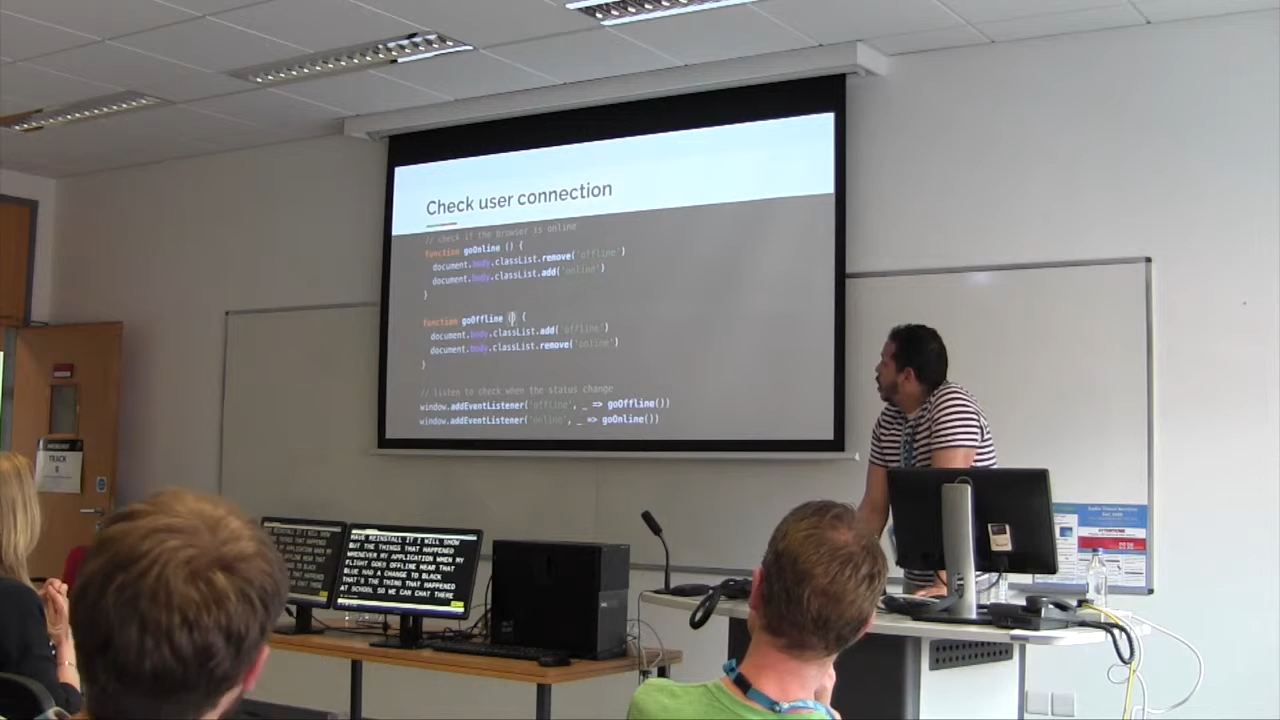 Check user connection
// check if the browser is online
function goOnline () {
document.body.classList.remove('offline')
document.body.classList.add('online')
}
function goOffline () {
document.body.classList.add('offline')
document.body.classList.remove('online')
}
// listen to check when the status change
window.addEventListener('offline', _ => goOffline())
window.addEventListener('online', _ => goOnline())
TRACK
HAVE REINSTALL IT I WILL SHOW
BUT THE THINGS THAT HAPPENED
WHENEVER MY APPLICATION WHEN MY
FLIGHT GOES OFFLINE HEAR THAT
BLUE HAD A CHANGE TO BLACK
THAT'S THE THING THAT HAPPENED
AT SCHOOL SO WE CAN CHAT THERE
ATTENTION!